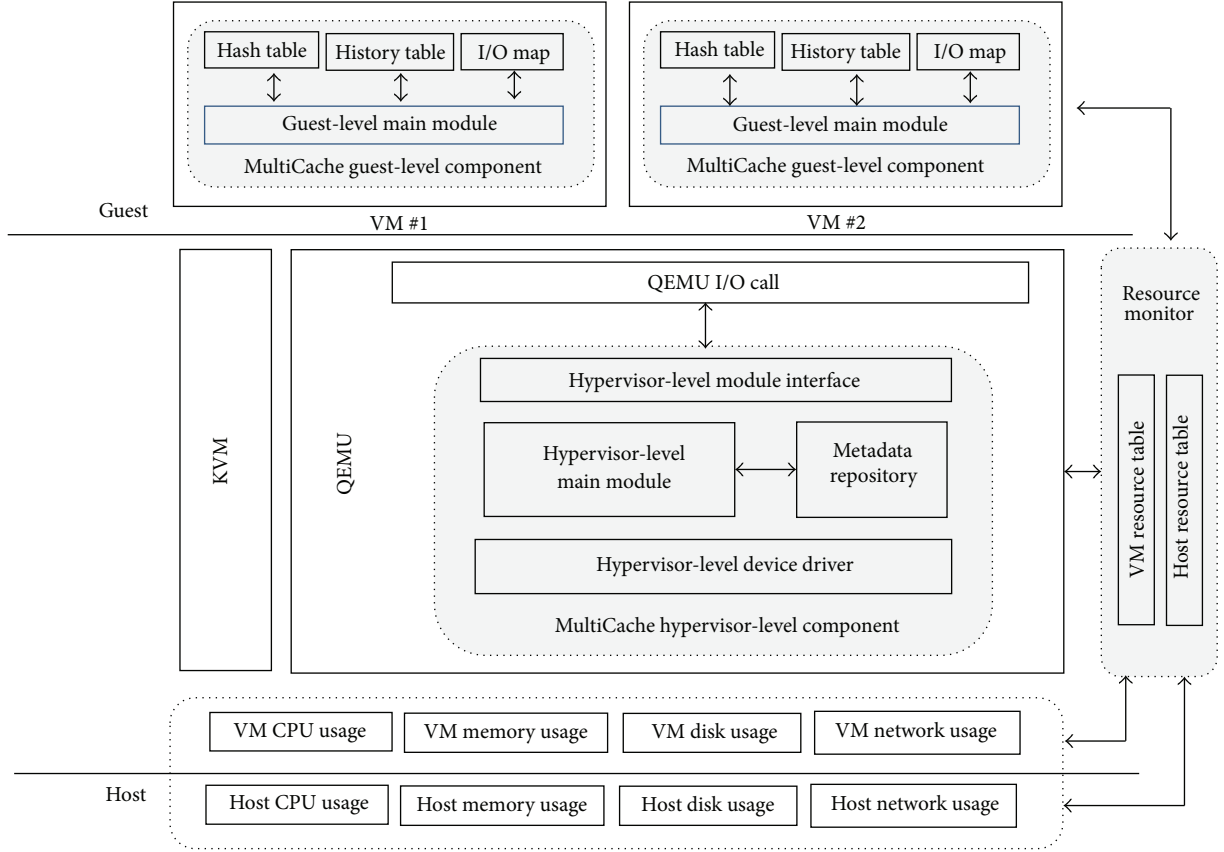 Hash table
History table
I/O map
Guest-level main module
MultiCache guest-level component
Hash table
History table
I/O map
Guest-level main module
MultiCache guest-level component
Guest
VM #1
VM #2
KVM
QEMU
QEMU I/O call
Hypervisor-level module interface
Hypervisor-level
main module
Metadata
repository
Hypervisor-level device driver
MultiCache hypervisor-level component
Resource
monitor
VM resource table
Host resource table
VM CPU usage
VM memory usage
VM disk usage
VM network usage
Host
Host CPU usage
Host memory usage
Host disk usage
Host network usage